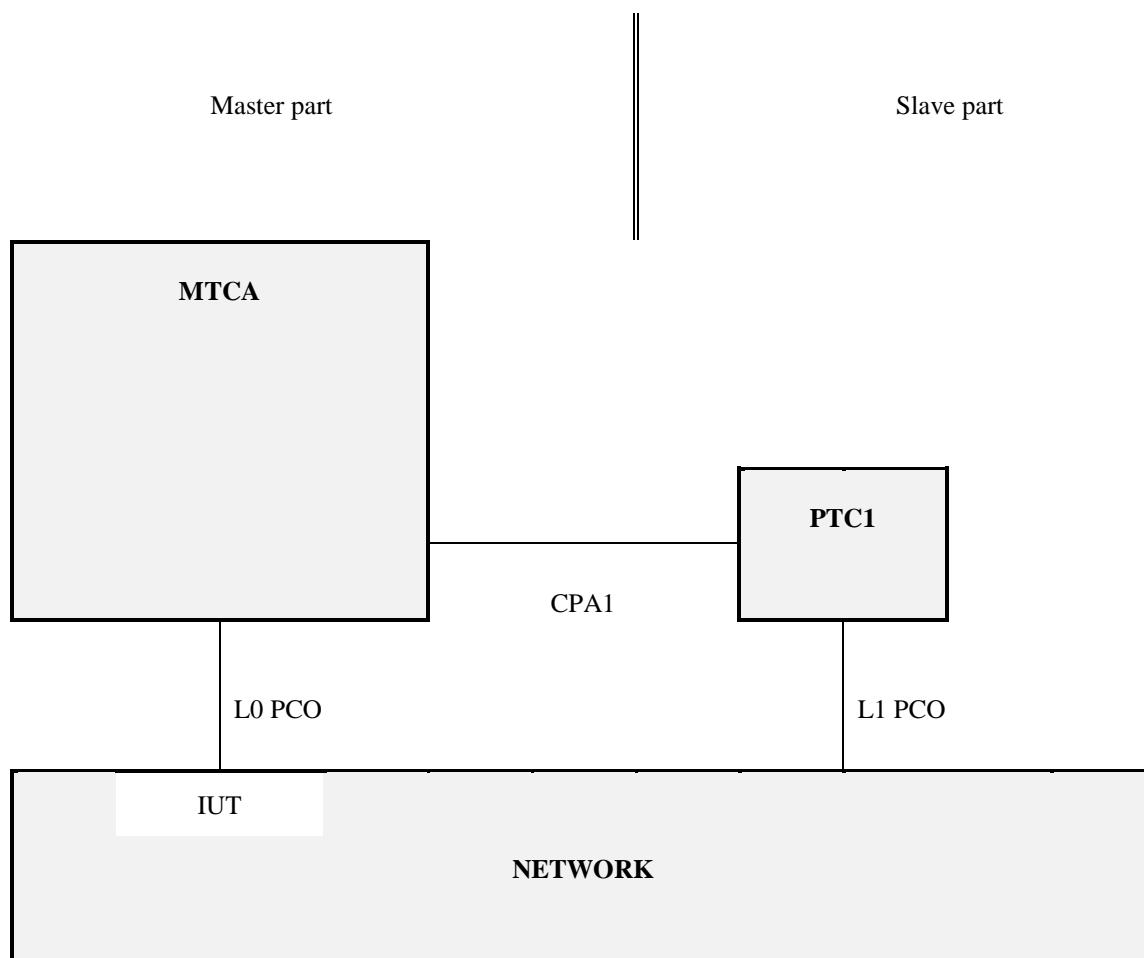 Master part
Slave part
MTCA
PTC1
CPA1
L0 PCO
L1 PCO
IUT
NETWORK